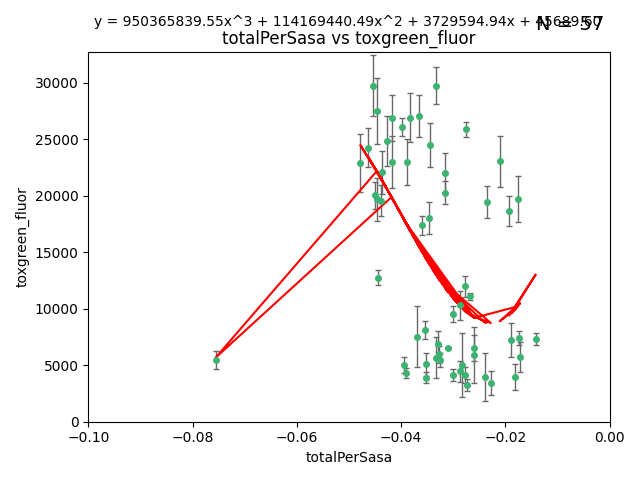 y = 950365839.55x^3 + 114169440.49x^2 + 3729594.94x + 45689.60
N = 57
totalPerSasa vs toxgreen_fluor
30000
25000
20000
15000
10000
5000
0
toxgreen_fluor
−0.10 −0.08 −0.06 −0.04 −0.02 0.00
totalPerSasa